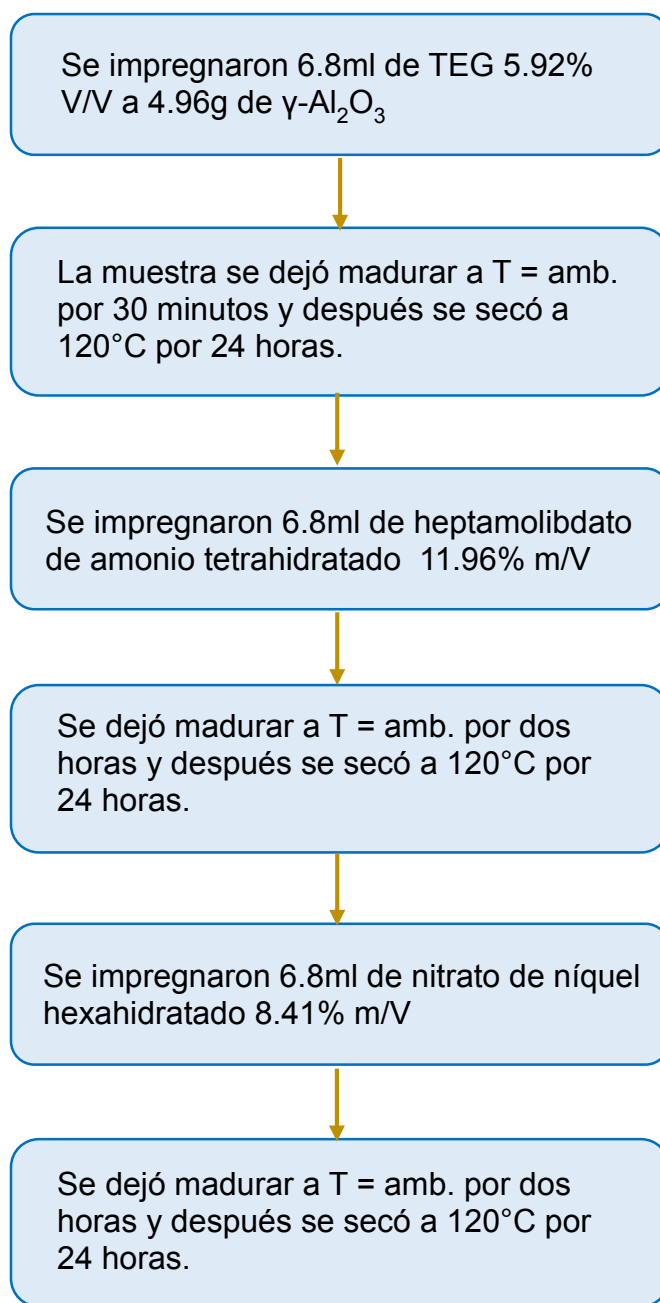 Se impregnaron 6.8ml de TEG 5.92%
V/V a 4.96g de γ-Al₂O₃
La muestra se dejó madurar a T = amb.
por 30 minutos y después se secó a
120°C por 24 horas.
Se impregnaron 6.8ml de heptamolibdato
de amonio tetrahidratado 11.96% m/V
Se dejó madurar a T = amb. por dos
horas y después se secó a 120°C por
24 horas.
Se impregnaron 6.8ml de nitrato de níquel
hexahidratado 8.41% m/V
Se dejó madurar a T = amb. por dos
horas y después se secó a 120°C por
24 horas.